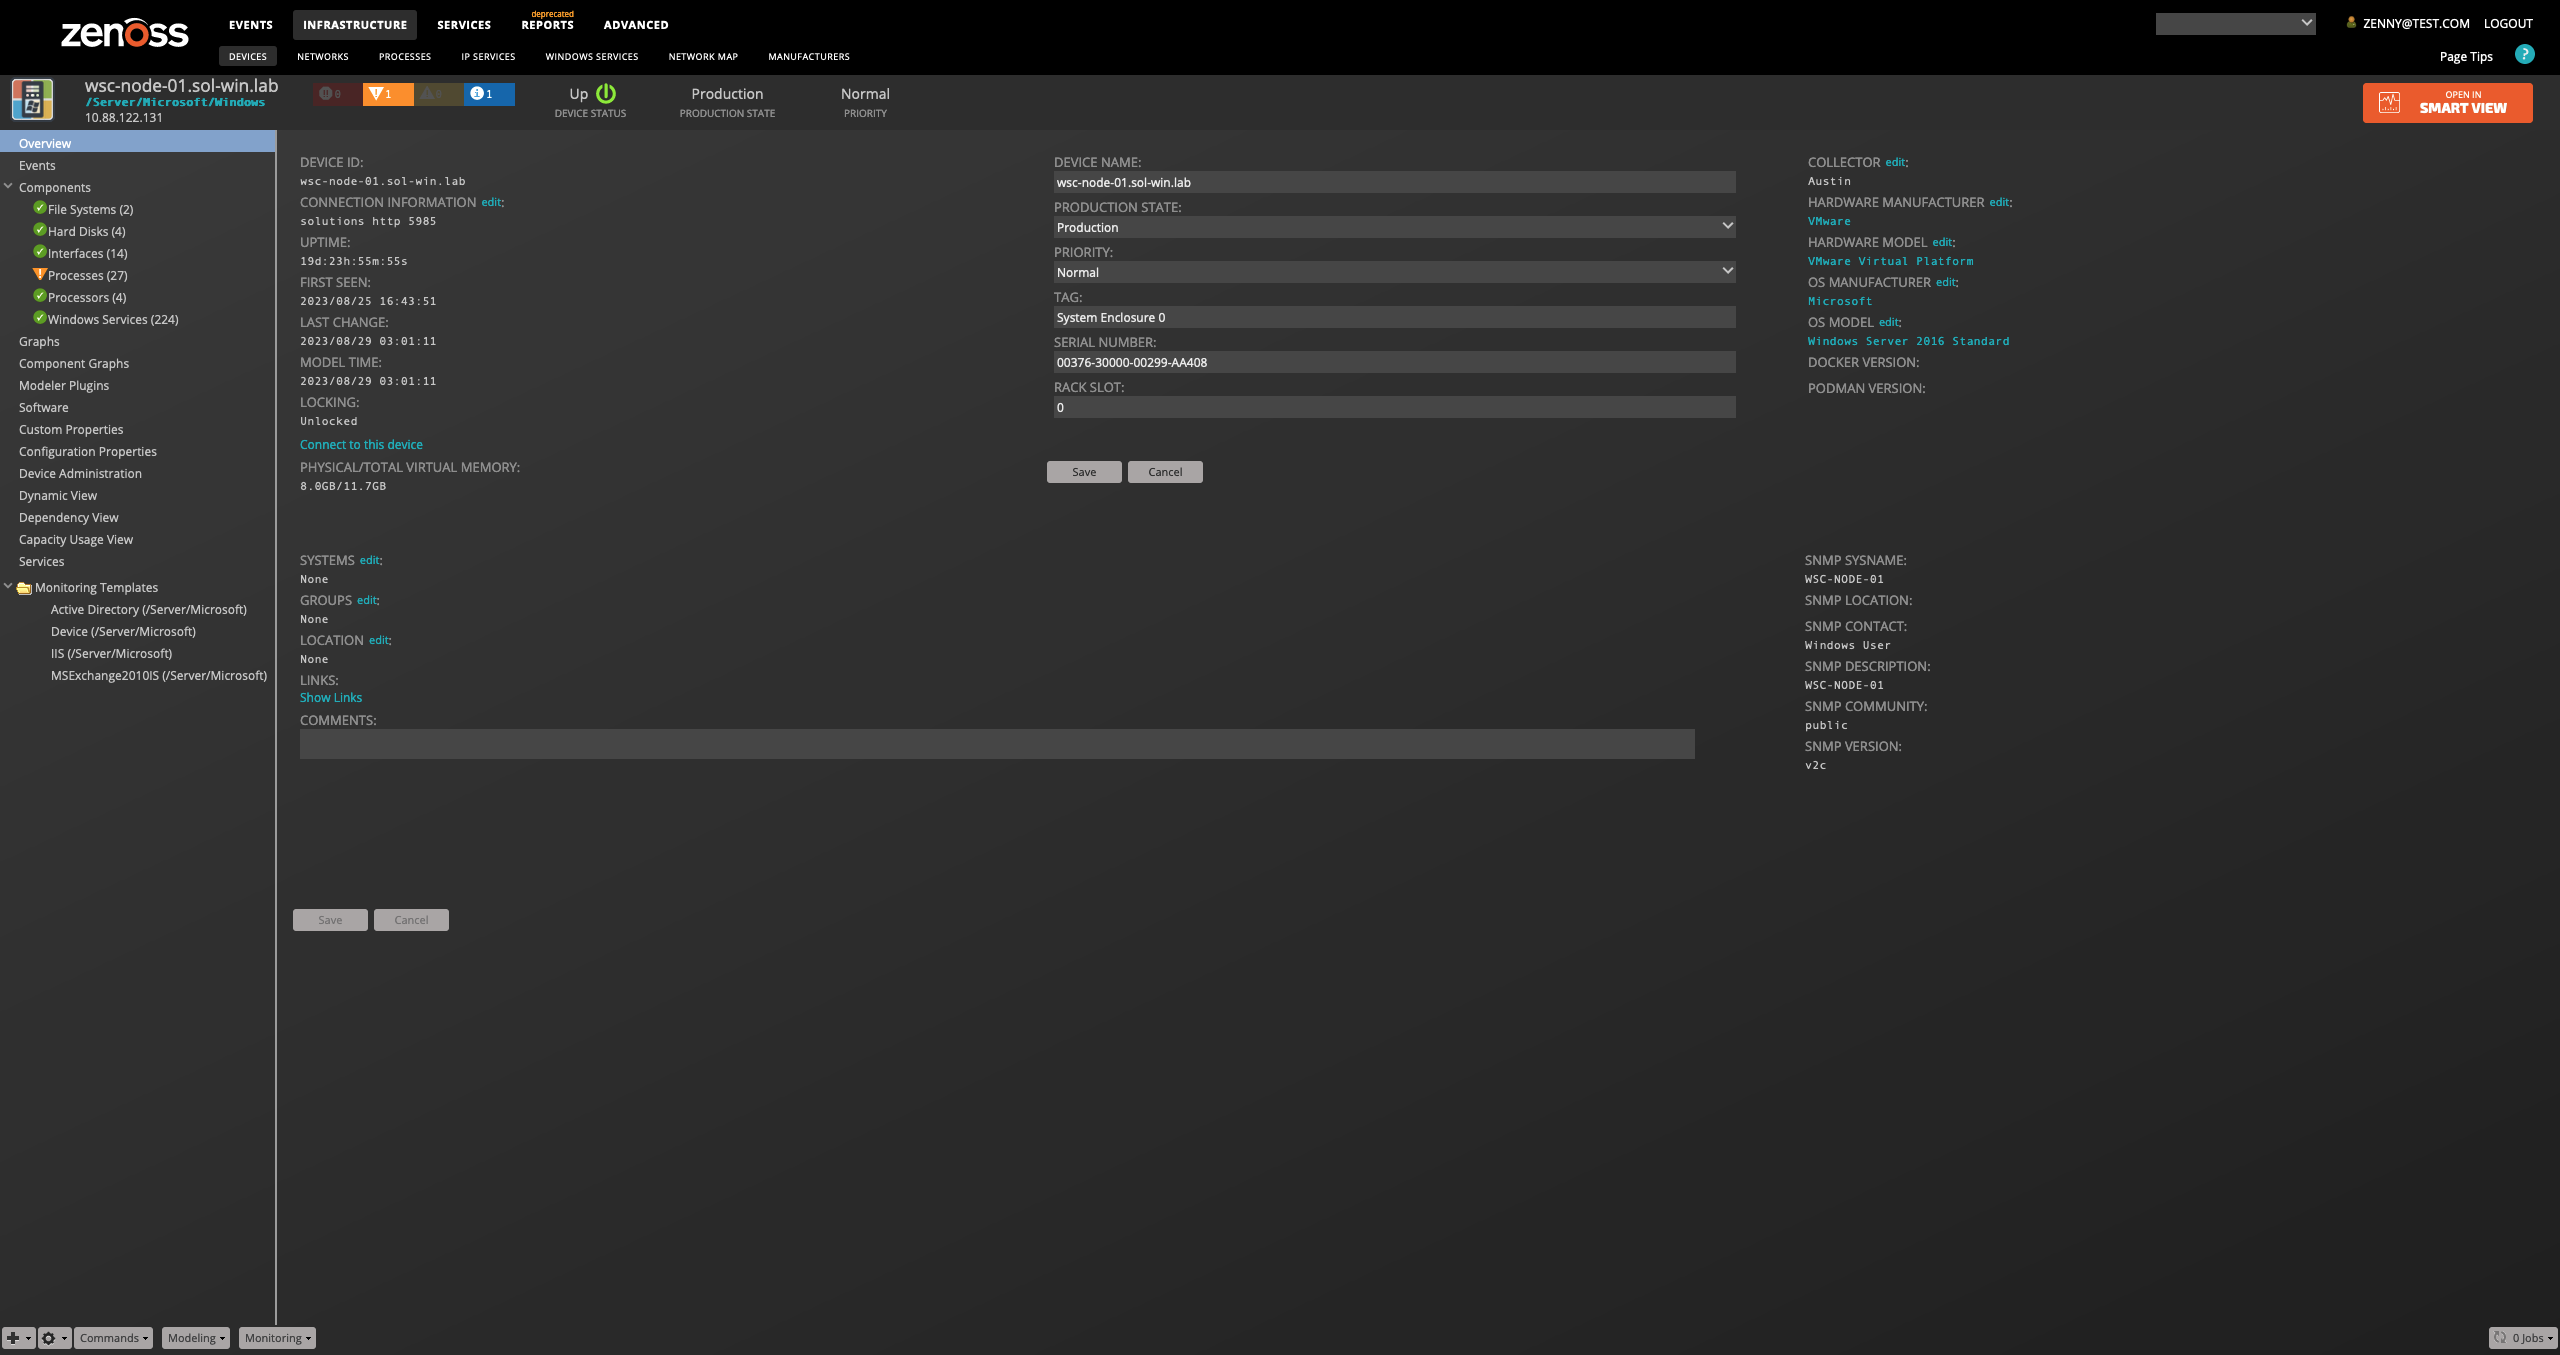 zenoss
EVENTS
INFRASTRUCTURE
SERVICES
deprecated
REPORTS
ADVANCED
ZENNY@TEST.COM
LOGOUT
DEVICES
NETWORKS
PROCESSES
IP SERVICES
WINDOWS SERVICES
NETWORK MAP
MANUFACTURERS
Page Tips
?
wsc-node-01.sol-win.lab
/Server/Microsoft/Windows
10.88.122.131
0
1
0
1
Up
DEVICE STATUS
Production
PRODUCTION STATE
Normal
PRIORITY
OPEN IN
SMART VIEW
Overview
Events
Components
File Systems (2)
Hard Disks (4)
Interfaces (14)
Processes (27)
Processors (4)
Windows Services (224)
Graphs
Component Graphs
Modeler Plugins
Software
Custom Properties
Configuration Properties
Device Administration
Dynamic View
Dependency View
Capacity Usage View
Services
Monitoring Templates
Active Directory (/Server/Microsoft)
Device (/Server/Microsoft)
IIS (/Server/Microsoft)
MSExchange2010IS (/Server/Microsoft)
DEVICE ID:
wsc-node-01.sol-win.lab
CONNECTION INFORMATION edit:
solutions http 5985
UPTIME:
19d:23h:55m:55s
FIRST SEEN:
2023/08/25 16:43:51
LAST CHANGE:
2023/08/29 03:01:11
MODEL TIME:
2023/08/29 03:01:11
LOCKING:
Unlocked
Connect to this device
PHYSICAL/TOTAL VIRTUAL MEMORY:
8.0GB/11.7GB
DEVICE NAME:
wsc-node-01.sol-win.lab
PRODUCTION STATE:
Production
PRIORITY:
Normal
TAG:
System Enclosure 0
SERIAL NUMBER:
00376-30000-00299-AA408
RACK SLOT:
0
Save
Cancel
COLLECTOR edit:
Austin
HARDWARE MANUFACTURER edit:
VMware
HARDWARE MODEL edit:
VMware Virtual Platform
OS MANUFACTURER edit:
Microsoft
OS MODEL edit:
Windows Server 2016 Standard
DOCKER VERSION:
PODMAN VERSION:
SYSTEMS edit:
None
GROUPS edit:
None
LOCATION edit:
None
LINKS:
Show Links
COMMENTS:
Save
Cancel
SNMP SYSNAME:
WSC-NODE-01
SNMP LOCATION:
SNMP CONTACT:
Windows User
SNMP DESCRIPTION:
WSC-NODE-01
SNMP COMMUNITY:
public
SNMP VERSION:
v2c
Commands
Modeling
Monitoring
0 Jobs